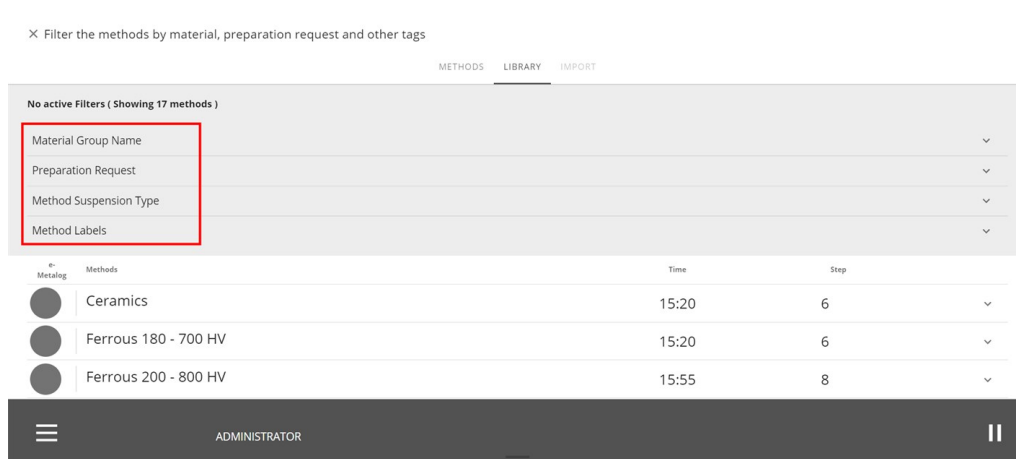 × Filter the methods by material, preparation request and other tags
METHODS LIBRARY IMPORT
No active Filters ( Showing 17 methods )
Material Group Name
Preparation Request
Method Suspension Type
Method Labels
e-
Metalog Methods Time Step
Ceramics 15:20 6
Ferrous 180 - 700 HV 15:20 6
Ferrous 200 - 800 HV 15:55 8
ADMINISTRATOR